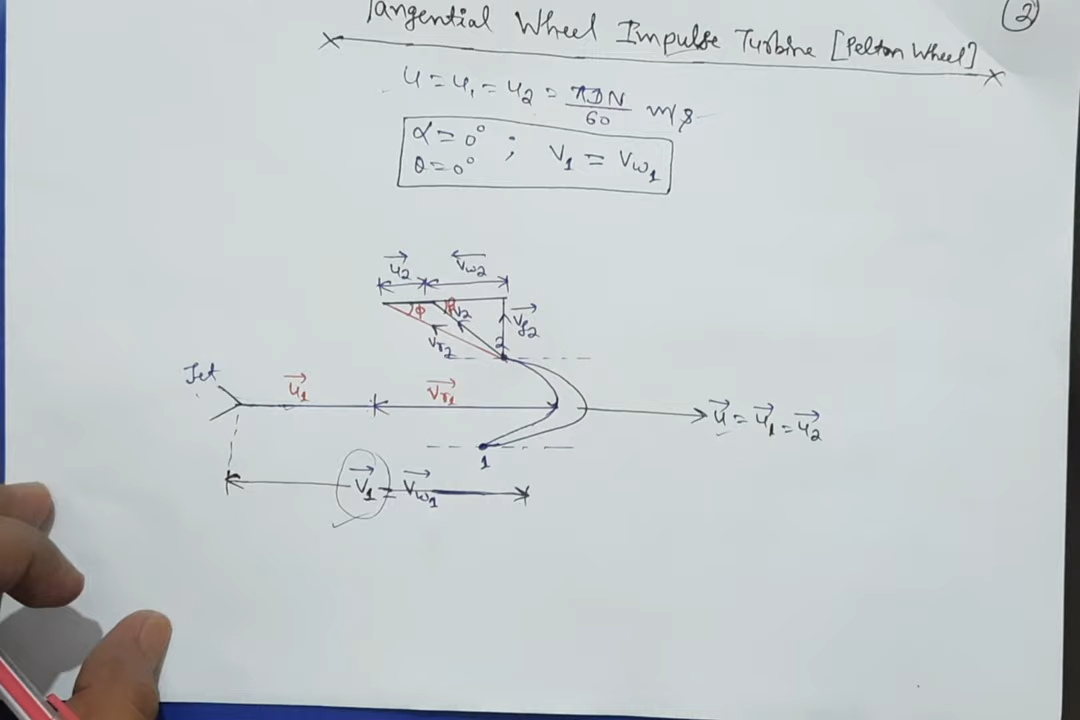 2
Tangential Wheel Impulse Turbine [Pelton Wheel]
u = u₁ = u₂ = πDN/60 m/s
α = 0° ; V₁ = Vw₁
θ = 0°
u₂ Vw₂
φ β V₂ Vf₂
Vr₂ 2
Jet
u₁ Vr₁
u = u₁ = u₂
1
V₁ = Vw₁